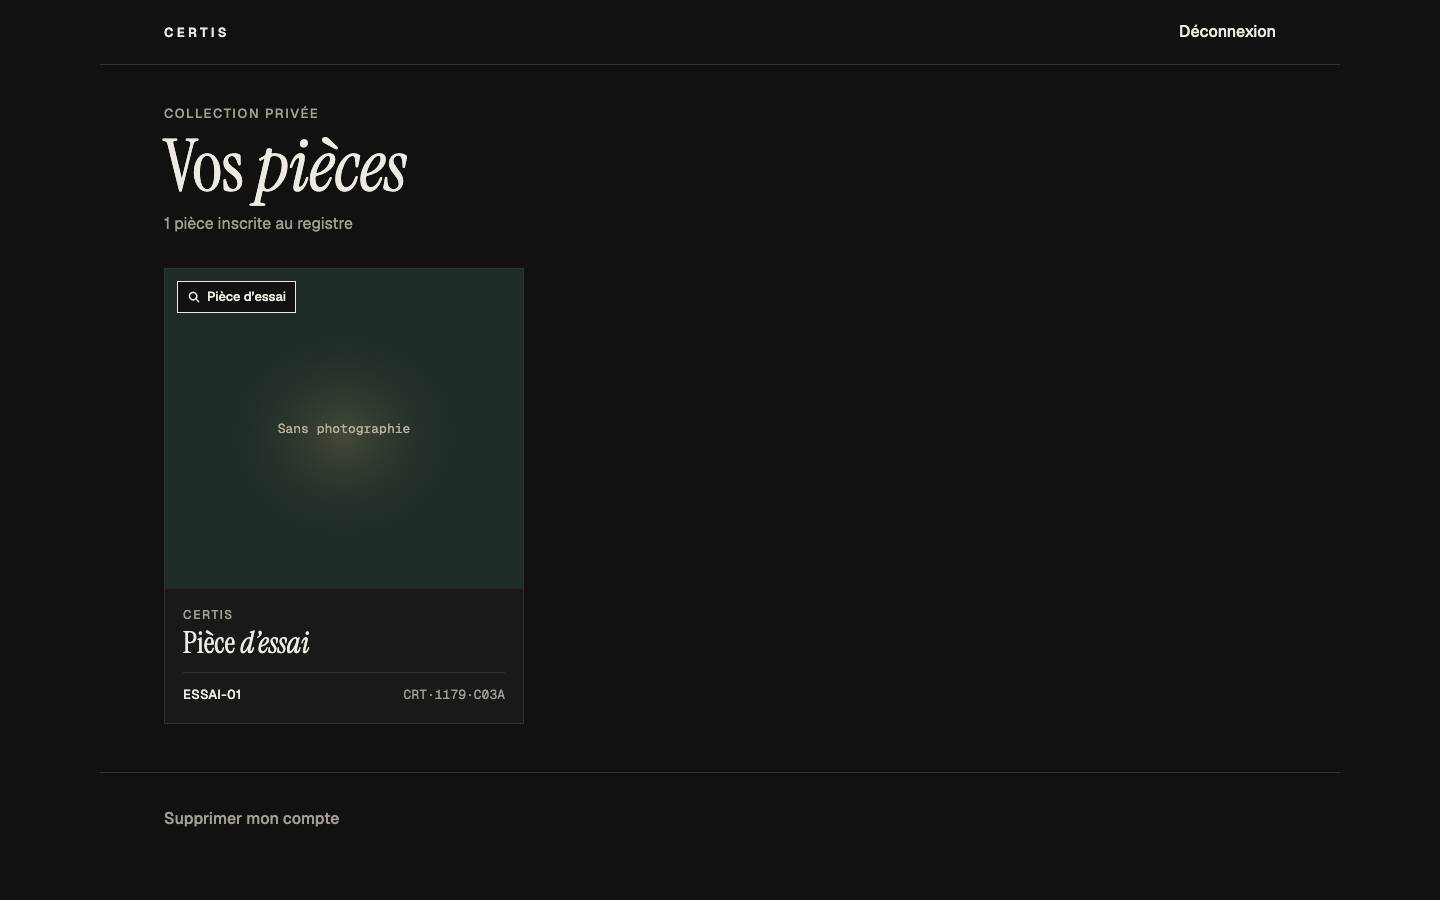 CERTIS
Déconnexion
COLLECTION PRIVÉE
Vos pièces
1 pièce inscrite au registre
Pièce d'essai
Sans photographie
CERTIS
Pièce d’essai
ESSAI-01
CRT·1179·C03A
Supprimer mon compte